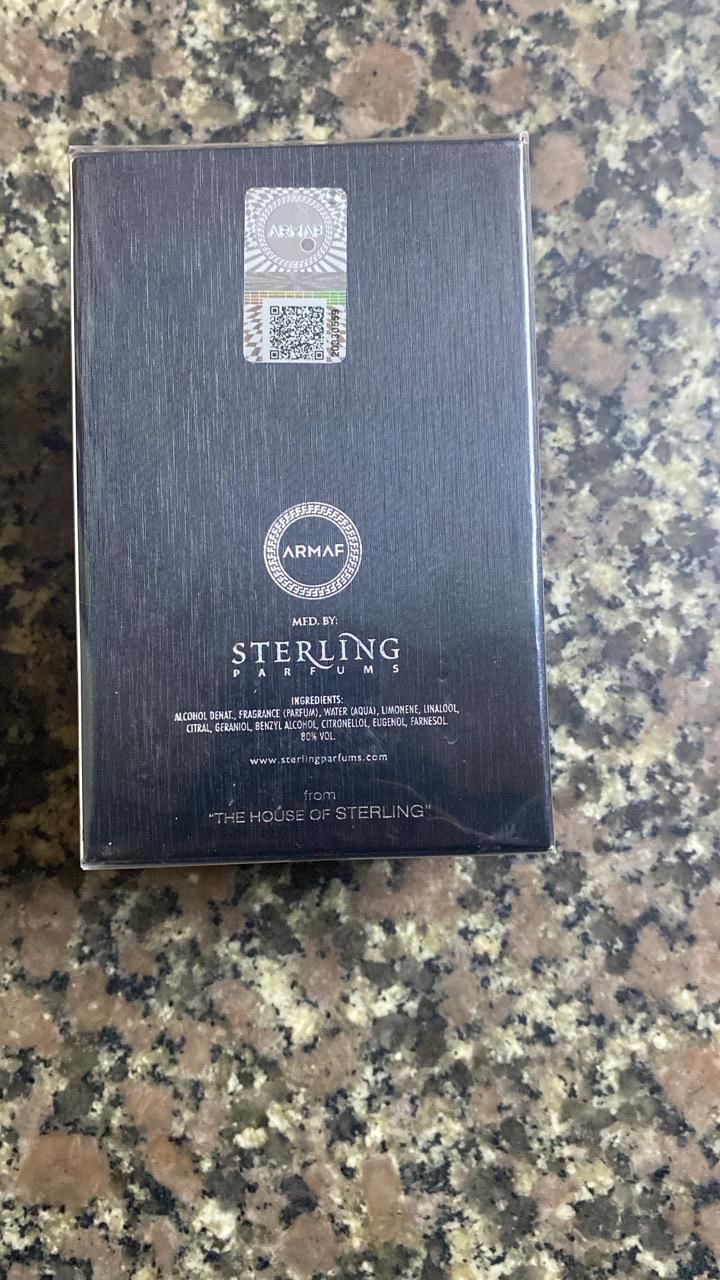 ARMAF
ARMAF
MFD. BY:
STERLING
PARFUMS
INGREDIENTS:
ALCOHOL DENAT., FRAGRANCE (PARFUM), WATER (AQUA), LIMONENE, LINALOOL,
CITRAL, GERANIOL, BENZYL ALCOHOL, CITRONELLOL, EUGENOL, FARNESOL.
80% VOL.
www.sterlingparfums.com
from
"THE HOUSE OF STERLING"